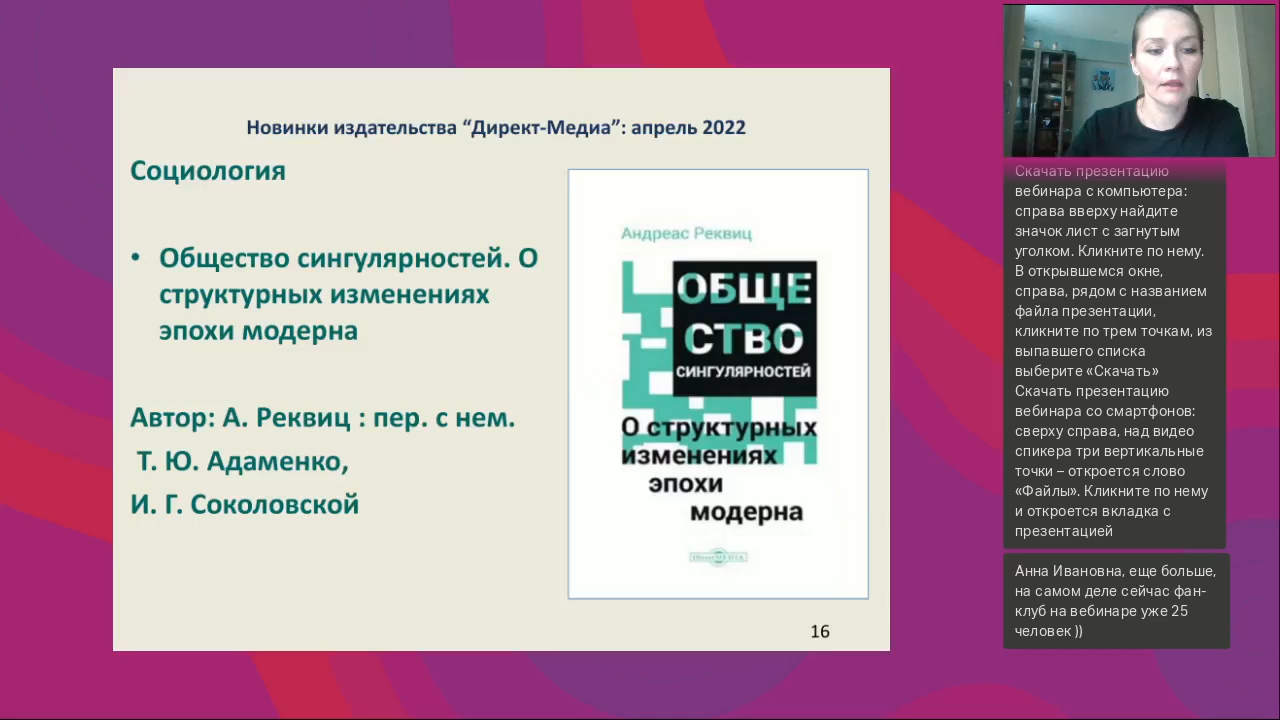 Новинки издательства “Директ-Медиа”: апрель 2022
Социология
• Общество сингулярностей. О
структурных изменениях
эпохи модерна
Автор: А. Реквиц : пер. с нем.
Т. Ю. Адаменко,
И. Г. Соколовской
Андреас Реквиц
ОБЩЕ
СТВО
СИНГУЛЯРНОСТЕЙ
О структурных
изменениях
эпохи
модерна
16
Скачать презентацию
вебинара с компьютера:
справа вверху найдите
значок лист с загнутым
уголком. Кликните по нему.
В открывшемся окне,
справа, рядом с названием
файла презентации,
кликните по трем точкам, из
выпавшего списка
выберите «Скачать»
Скачать презентацию
вебинара со смартфонов:
сверху справа, над видео
спикера три вертикальные
точки – откроется слово
«Файлы». Кликните по нему
и откроется вкладка с
презентацией
Анна Ивановна, еще больше,
на самом деле сейчас фан-
клуб на вебинаре уже 25
человек ))